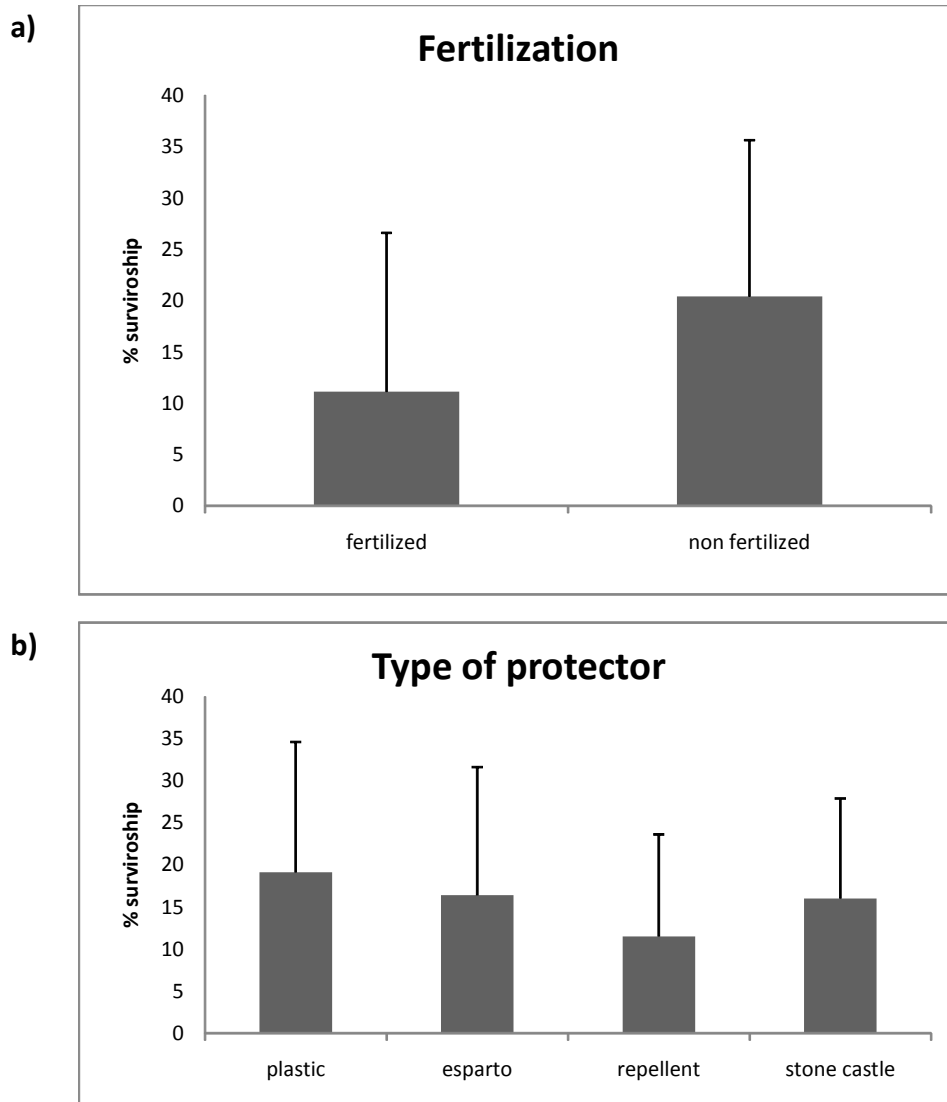 a)
Fertilization
40
35
30
25
20
15
10
5
0
% surviroship
fertilized non fertilized
b)
Type of protector
40
35
30
25
20
15
10
5
0
% surviroship
plastic esparto repellent stone castle